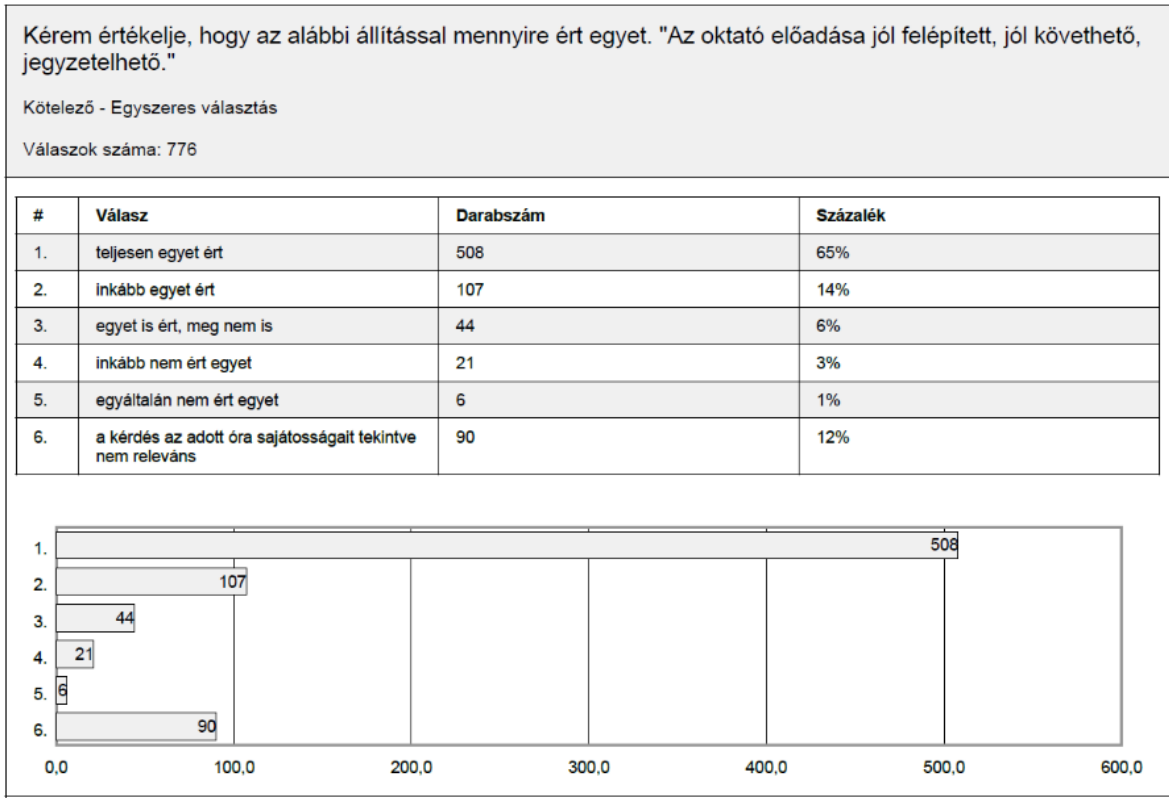 Kérem értékelje, hogy az alábbi állítással mennyire ért egyet. "Az oktató előadása jól felépített, jól követhető,
jegyzetelhető."
Kötelező - Egyszeres választás
Válaszok száma: 776
# Válasz Darabszám Százalék
1. teljesen egyet ért 508 65%
2. inkább egyet ért 107 14%
3. egyet is ért, meg nem is 44 6%
4. inkább nem ért egyet 21 3%
5. egyáltalán nem ért egyet 6 1%
6. a kérdés az adott óra sajátosságait tekintve 90 12%
nem releváns
1. 508
2. 107
3. 44
4. 21
5. 6
6. 90
0,0 100,0 200,0 300,0 400,0 500,0 600,0